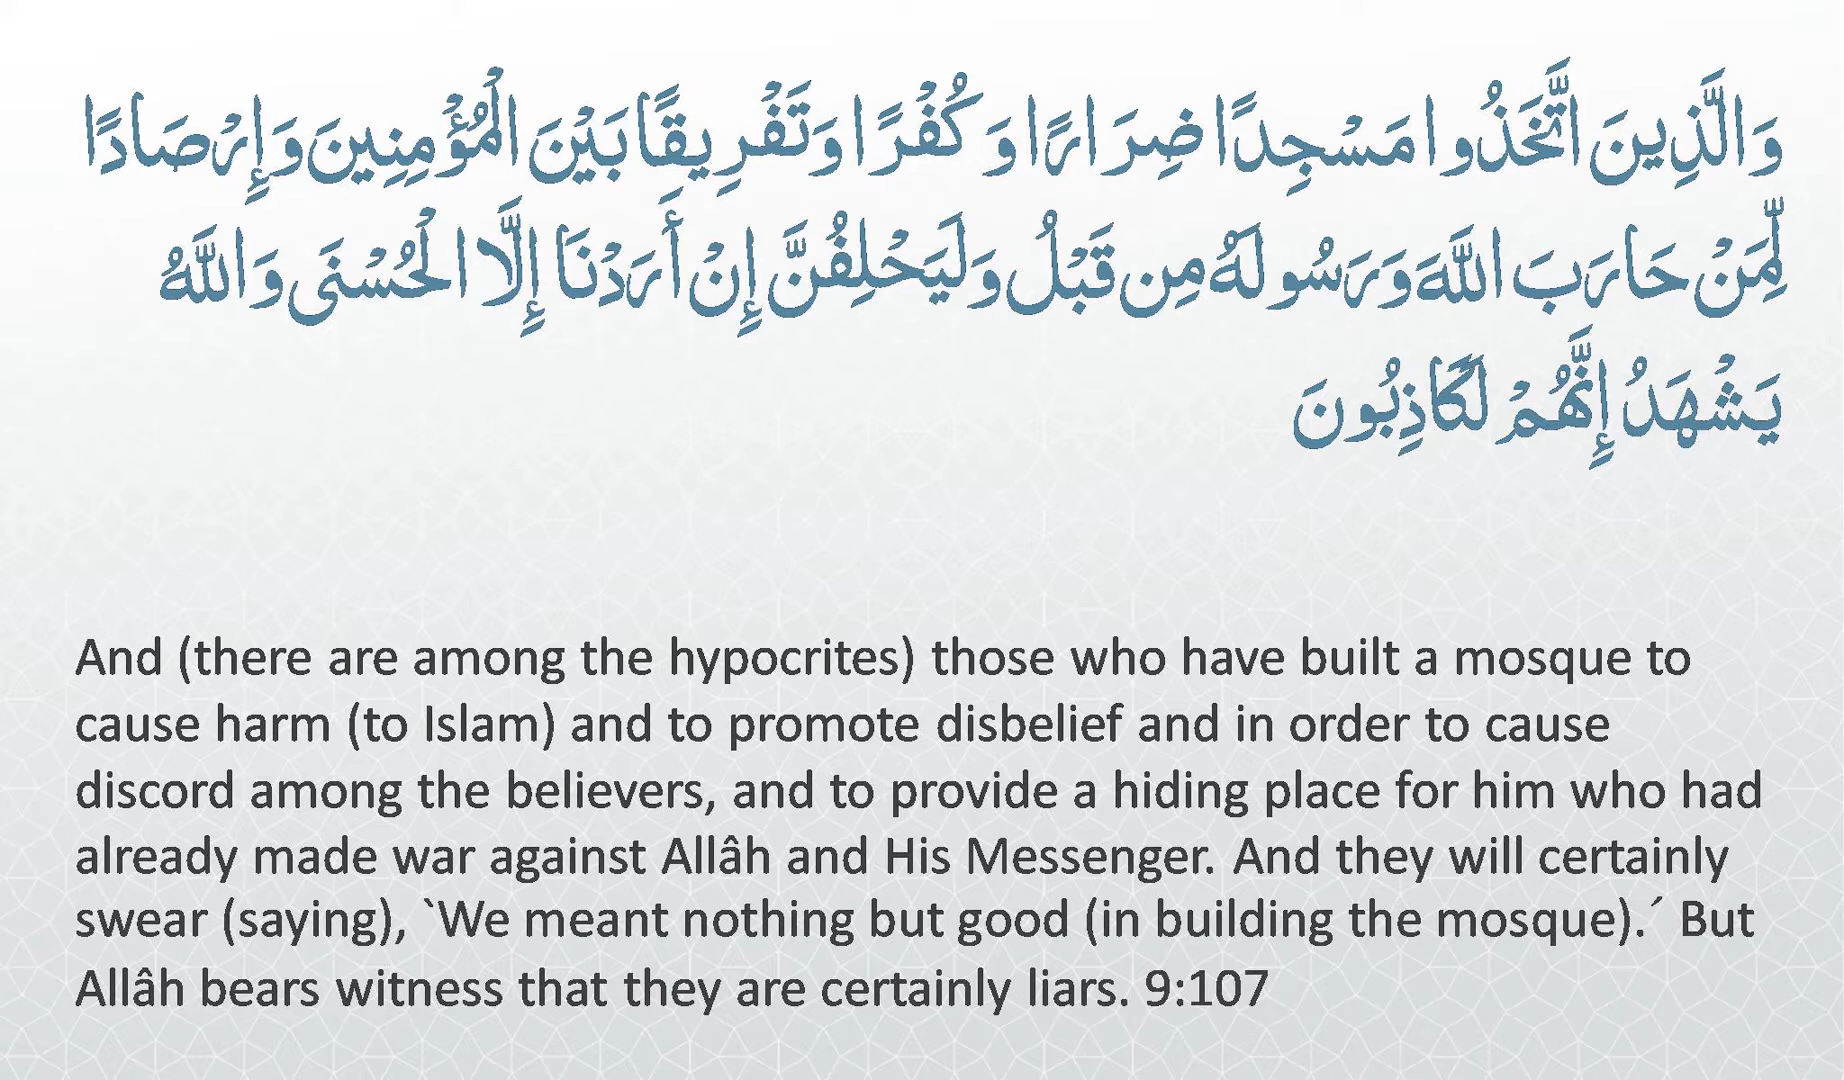 وَالَّذِينَ اتَّخَذُوا مَسْجِدًا ضِرَارًا وَكُفْرًا وَتَفْرِيقًا بَيْنَ الْمُؤْمِنِينَ وَإِرْصَادًا
لِّمَنْ حَارَبَ اللَّهَ وَرَسُولَهُ مِن قَبْلُ وَلَيَحْلِفُنَّ إِنْ أَرَدْنَا إِلَّا الْحُسْنَى وَاللَّهُ
يَشْهَدُ إِنَّهُمْ لَكَاذِبُونَ
And (there are among the hypocrites) those who have built a mosque to
cause harm (to Islam) and to promote disbelief and in order to cause
discord among the believers, and to provide a hiding place for him who had
already made war against Allâh and His Messenger. And they will certainly
swear (saying), `We meant nothing but good (in building the mosque).´ But
Allâh bears witness that they are certainly liars. 9:107